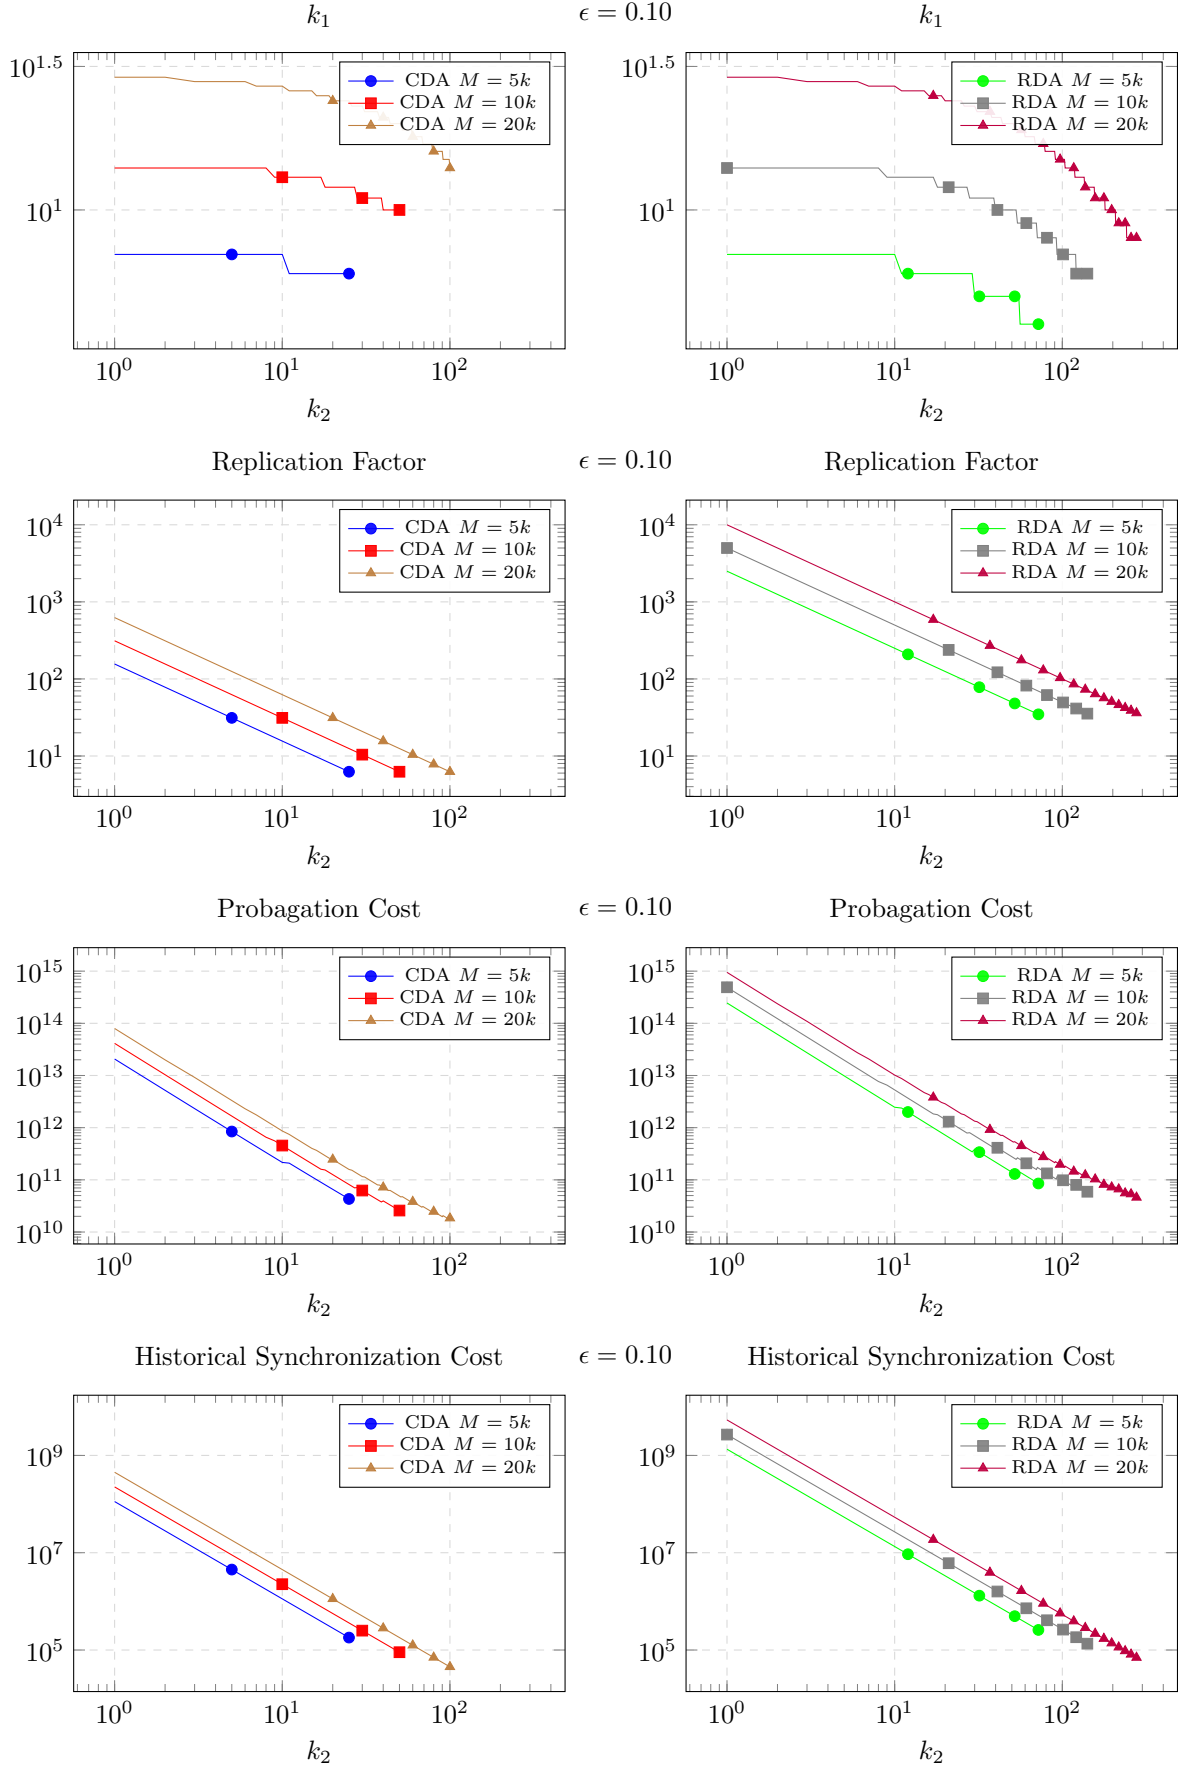 k₁ ϵ = 0.10 k₁
10^1.5
10^1
CDA M = 5k
CDA M = 10k
CDA M = 20k
10^0 10^1 10^2
k₂
RDA M = 5k
RDA M = 10k
RDA M = 20k
10^0 10^1 10^2
k₂
Replication Factor ϵ = 0.10 Replication Factor
10^4
10^3
10^2
10^1
CDA M = 5k
CDA M = 10k
CDA M = 20k
10^0 10^1 10^2
k₂
10^4
10^3
10^2
10^1
RDA M = 5k
RDA M = 10k
RDA M = 20k
10^0 10^1 10^2
k₂
Probagation Cost ϵ = 0.10 Probagation Cost
10^15
10^14
10^13
10^12
10^11
10^10
CDA M = 5k
CDA M = 10k
CDA M = 20k
10^0 10^1 10^2
k₂
10^15
10^14
10^13
10^12
10^11
10^10
RDA M = 5k
RDA M = 10k
RDA M = 20k
10^0 10^1 10^2
k₂
Historical Synchronization Cost ϵ = 0.10 Historical Synchronization Cost
10^9
10^7
10^5
CDA M = 5k
CDA M = 10k
CDA M = 20k
10^0 10^1 10^2
k₂
10^9
10^7
10^5
RDA M = 5k
RDA M = 10k
RDA M = 20k
10^0 10^1 10^2
k₂
10^1.5
10^1